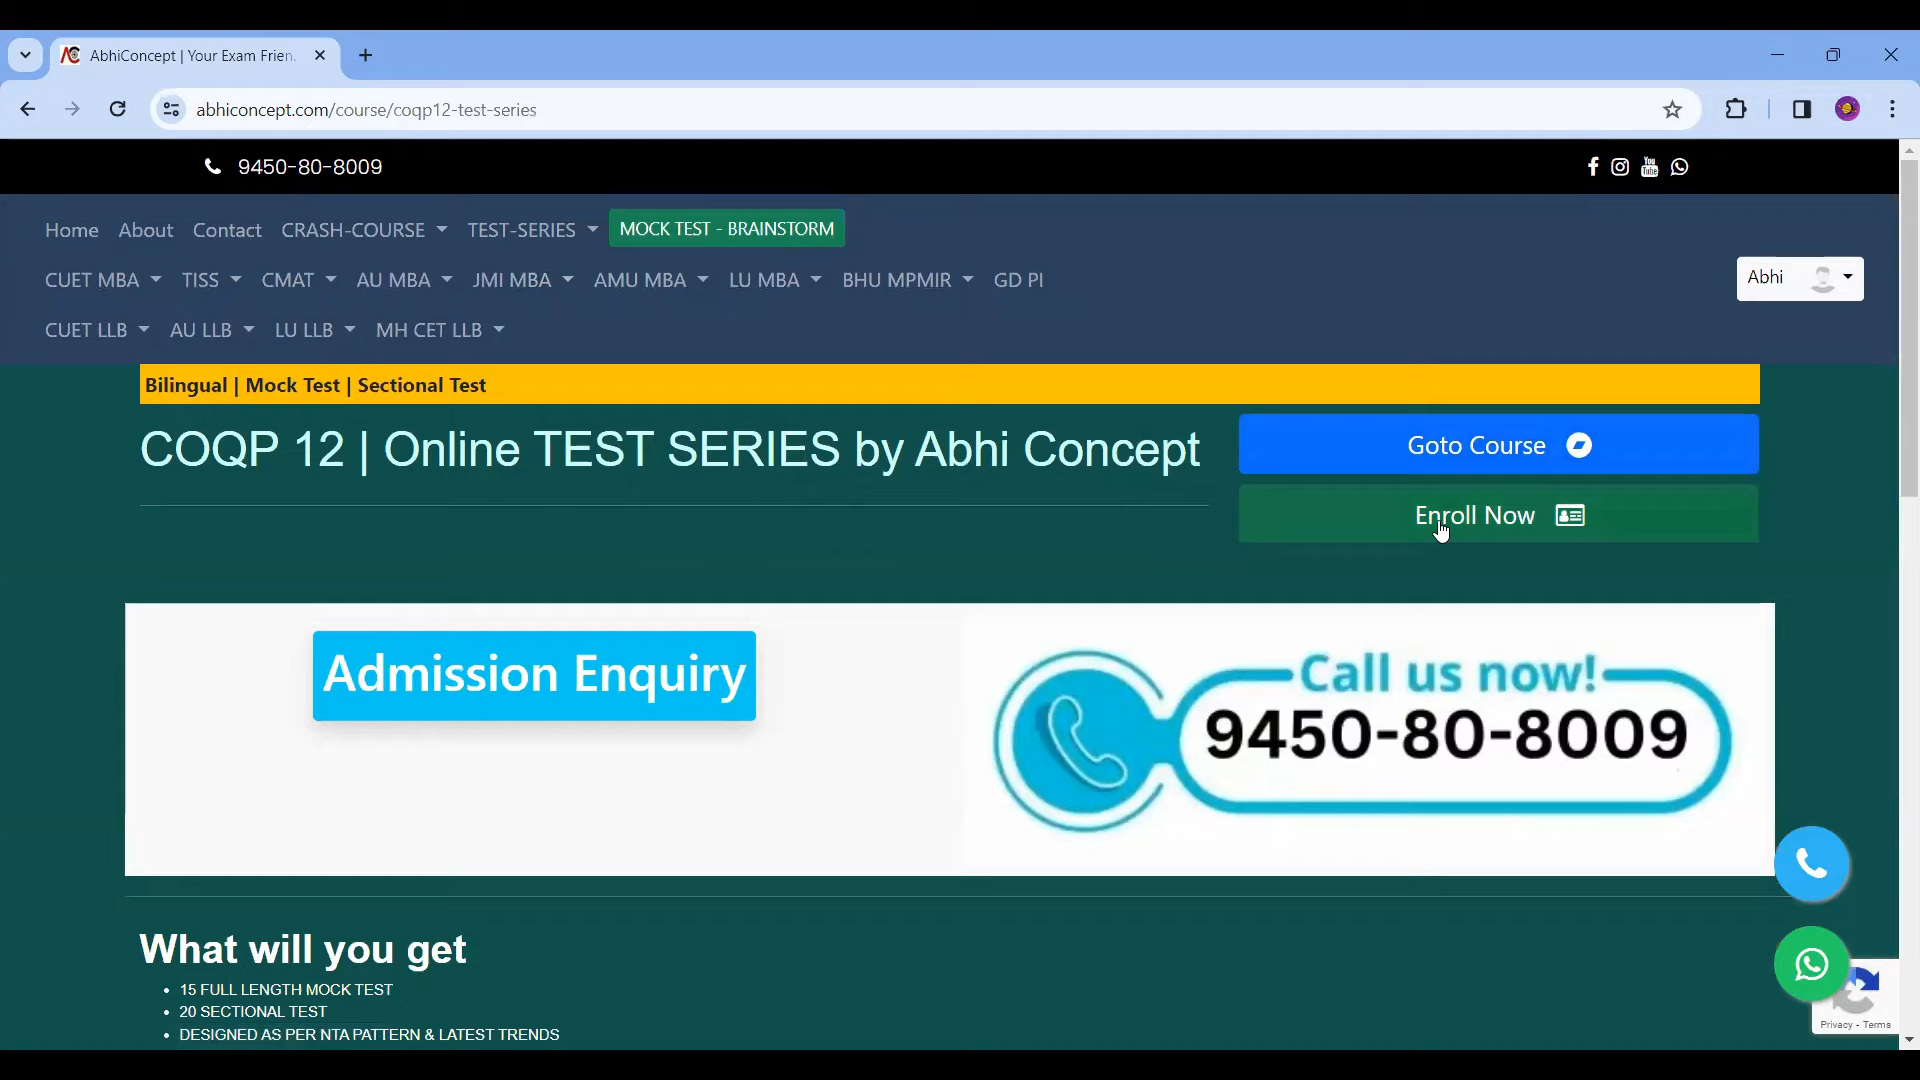 AbhiConcept | Your Exam Frien
abhiconcept.com/course/coqp12-test-series
9450-80-8009
Home About Contact CRASH-COURSE TEST-SERIES MOCK TEST - BRAINSTORM
CUET MBA TISS CMAT AU MBA JMI MBA AMU MBA LU MBA BHU MPMIR GD PI
Abhi
CUET LLB AU LLB LU LLB MH CET LLB
Bilingual | Mock Test | Sectional Test
COQP 12 | Online TEST SERIES by Abhi Concept
Goto Course
Enroll Now
Admission Enquiry
Call us now!
9450-80-8009
What will you get
15 FULL LENGTH MOCK TEST
20 SECTIONAL TEST
DESIGNED AS PER NTA PATTERN & LATEST TRENDS
Privacy - Terms